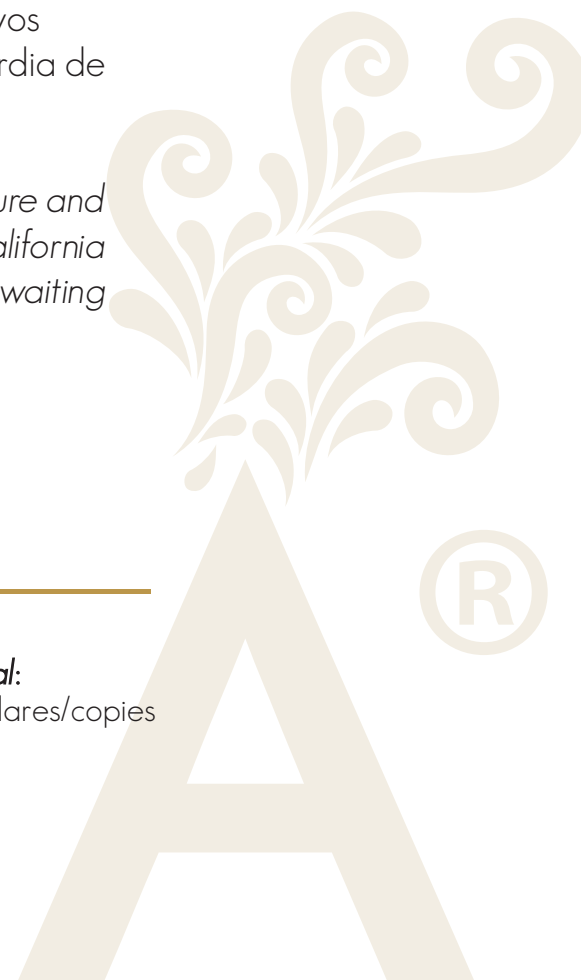 vos
rdia de
ure and
alifornia
waiting
al:
lares/copies
A
®